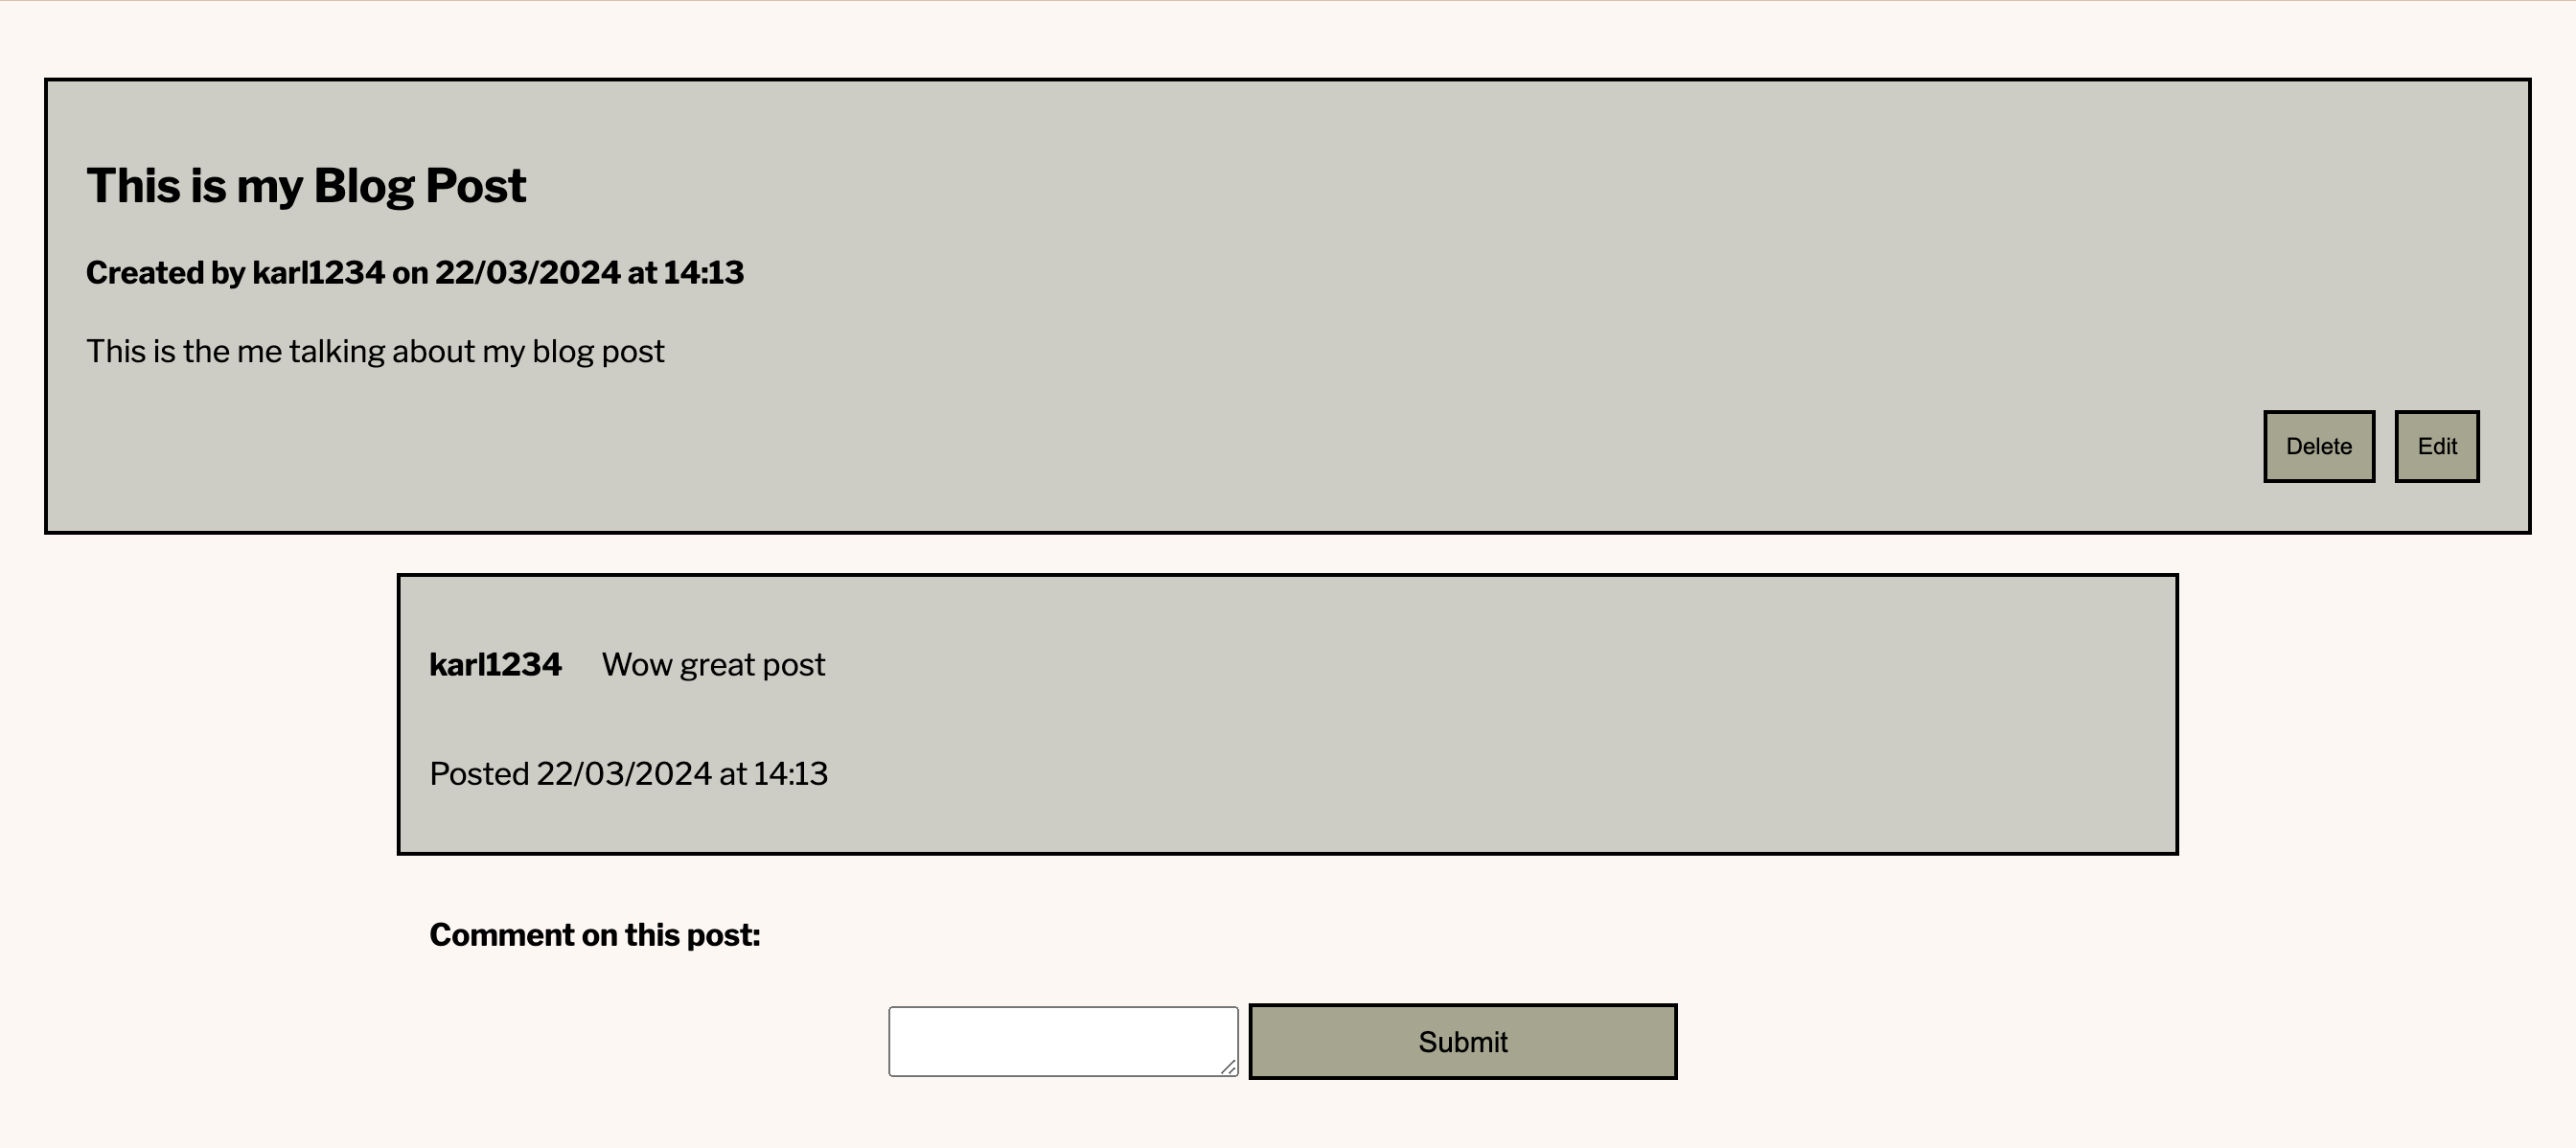 This is my Blog Post
Created by karl1234 on 22/03/2024 at 14:13
This is the me talking about my blog post
Delete Edit
karl1234 Wow great post
Posted 22/03/2024 at 14:13
Comment on this post:
Submit